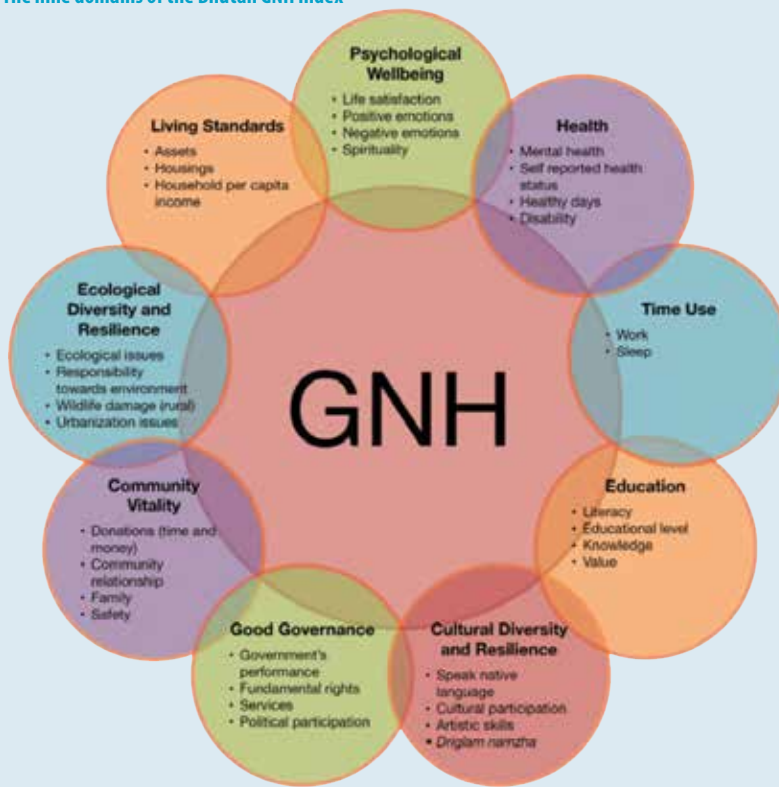 The nine domains of the Bhutan GNH Index
Psychological
Wellbeing
• Life satisfaction
• Positive emotions
• Negative emotions
• Spirituality
Health
• Mental health
• Self reported health
status
• Healthy days
• Disability
Time Use
• Work
• Sleep
Education
• Literacy
• Educational level
• Knowledge
• Value
Cultural Diversity
and Resilience
• Speak native
language
• Cultural participation
• Artistic skills
• Driglam namzha
Good Governance
• Government's
performance
• Fundamental rights
• Services
• Political participation
Community
Vitality
• Donations (time and
money)
• Community
relationship
• Family
• Safety
Ecological
Diversity and
Resilience
• Ecological issues
• Responsibility
towards environment
• Wildlife damage (rural)
• Urbanization issues
Living Standards
• Assets
• Housings
• Household per capita
income
GNH